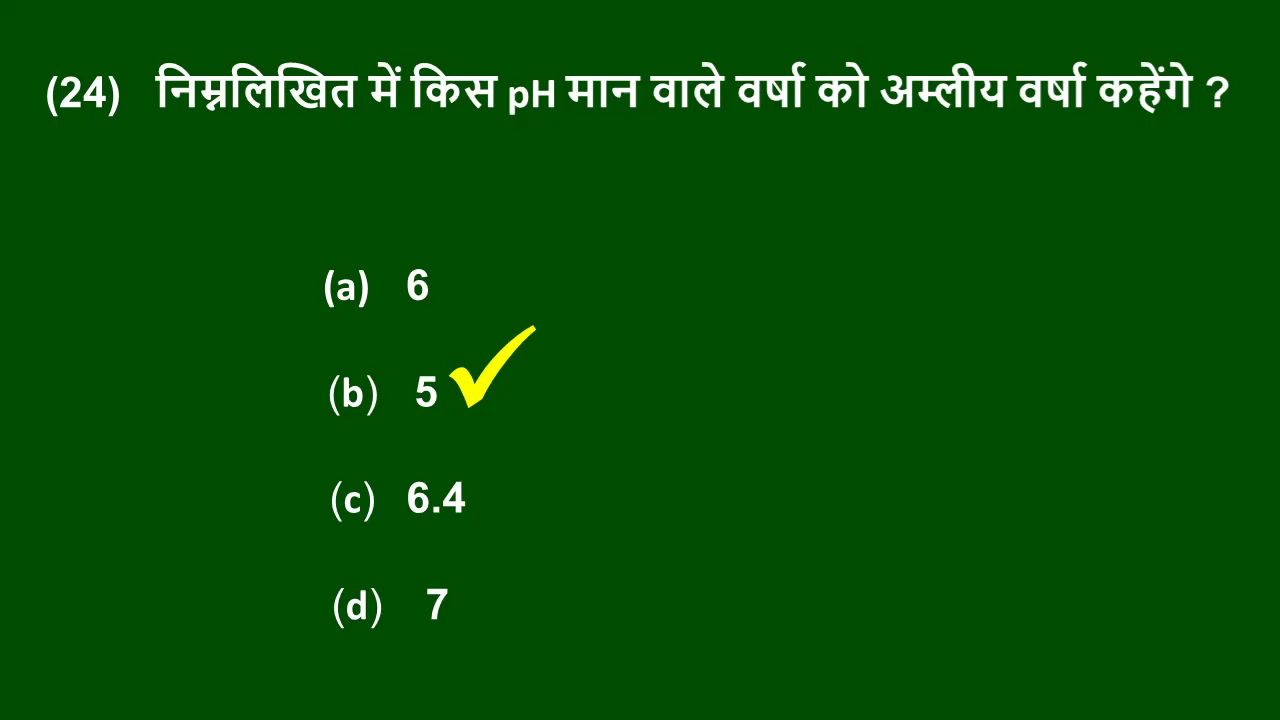 (24) निम्नलिखित में किस pH मान वाले वर्षा को अम्लीय वर्षा कहेंगे ?
(a) 6
(b) 5
(c) 6.4
(d) 7